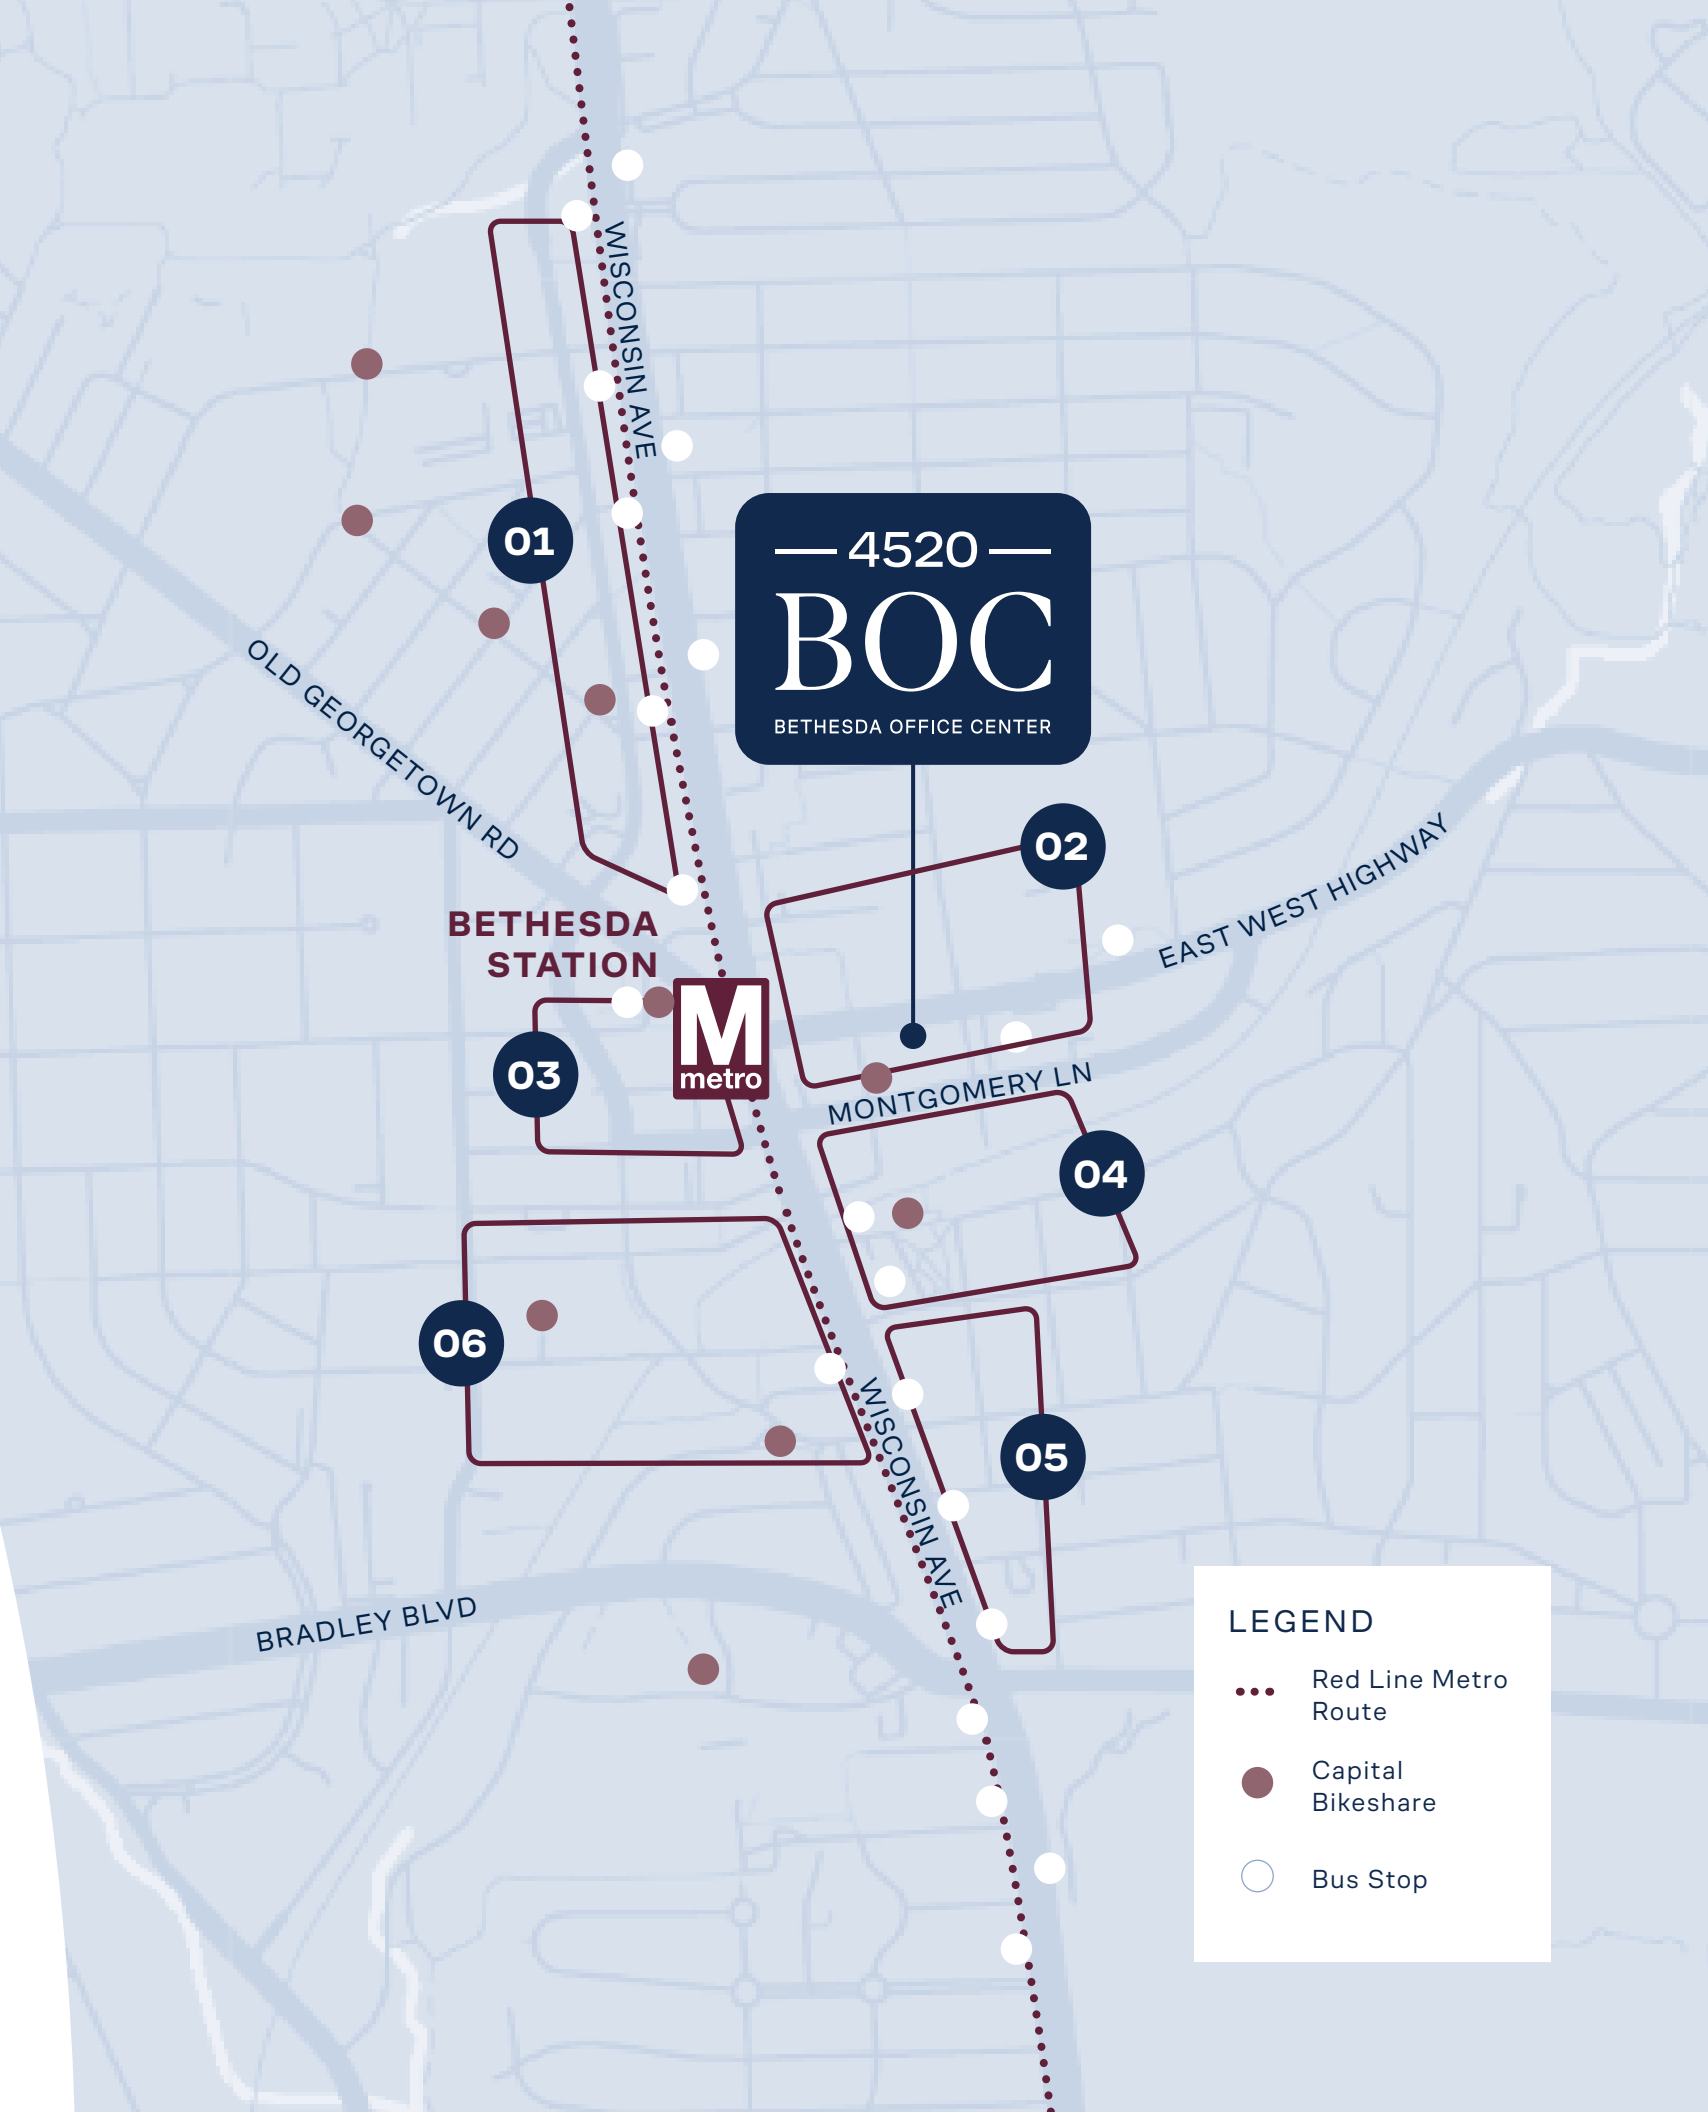 WISCONSIN AVE
4520
BOC
BETHESDA OFFICE CENTER
01
OLD GEORGETOWN RD
02
EAST WEST HIGHWAY
BETHESDA
STATION
M
metro
03
MONTGOMERY LN
04
06
WISCONSIN AVE
05
BRADLEY BLVD
LEGEND
Red Line Metro
Route
Capital
Bikeshare
Bus Stop